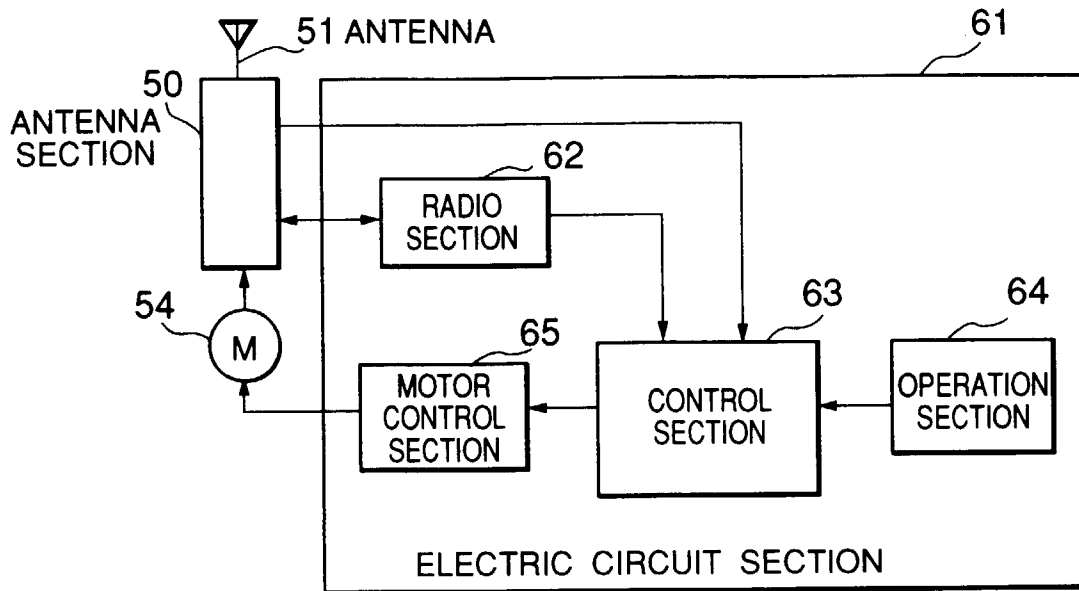 51 ANTENNA
61
50
ANTENNA
SECTION
62
RADIO
SECTION
54
M
65
MOTOR
CONTROL
SECTION
63
CONTROL
SECTION
64
OPERATION
SECTION
ELECTRIC CIRCUIT SECTION